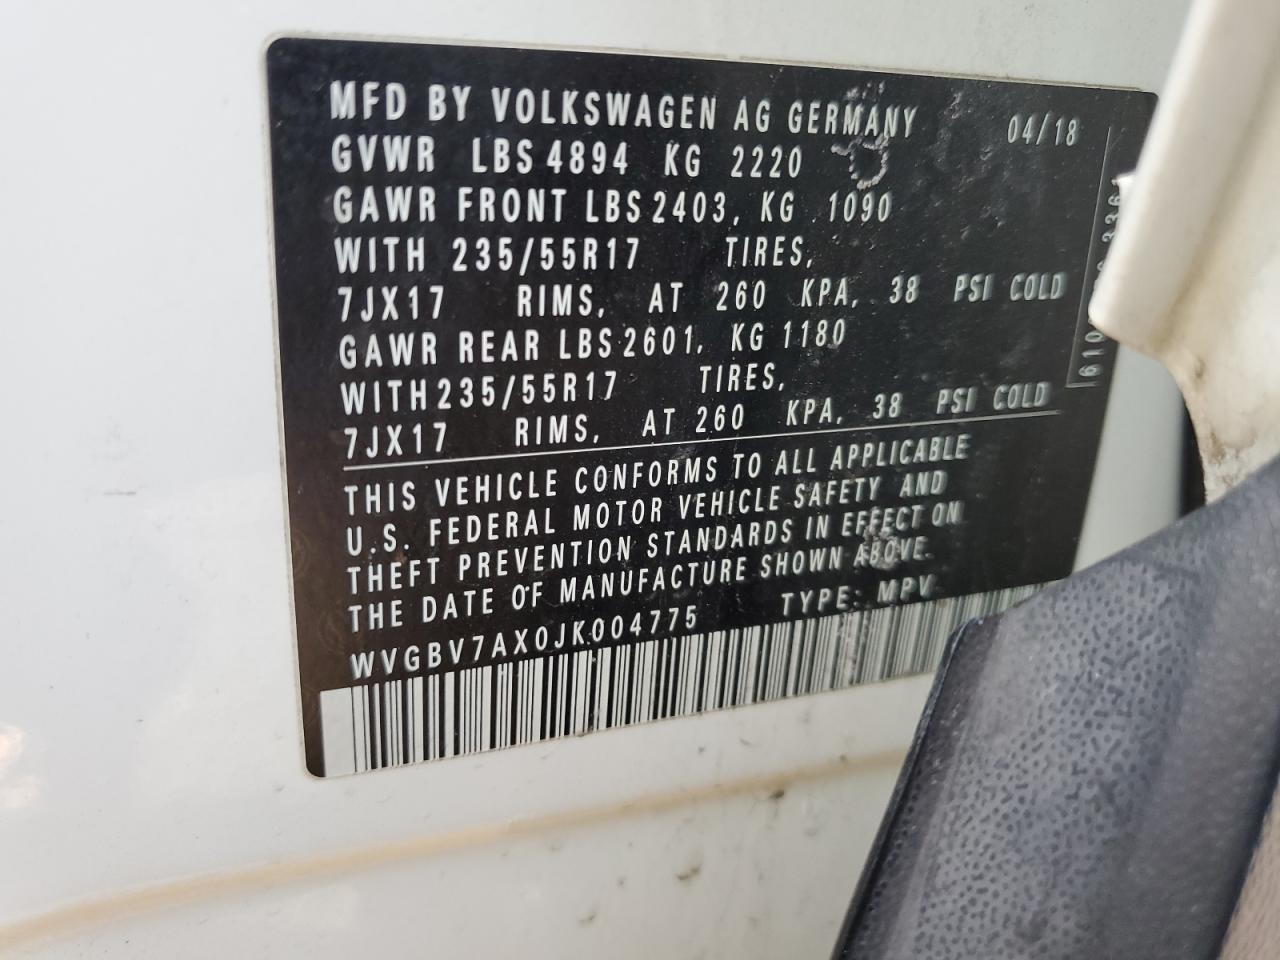 MFD BY VOLKSWAGEN AG GERMANY 04/18
GVWR LBS 4894 KG 2220
GAWR FRONT LBS 2403, KG 1090
WITH 235/55R17 TIRES,
7JX17 RIMS, AT 260 KPA, 38 PSI COLD
GAWR REAR LBS 2601, KG 1180
WITH 235/55R17 TIRES,
7JX17 RIMS, AT 260 KPA, 38 PSI COLD
THIS VEHICLE CONFORMS TO ALL APPLICABLE
U.S. FEDERAL MOTOR VEHICLE SAFETY AND
THEFT PREVENTION STANDARDS IN EFFECT ON
THE DATE OF MANUFACTURE SHOWN ABOVE.
WVGBV7AX0JK004775 TYPE: MPV